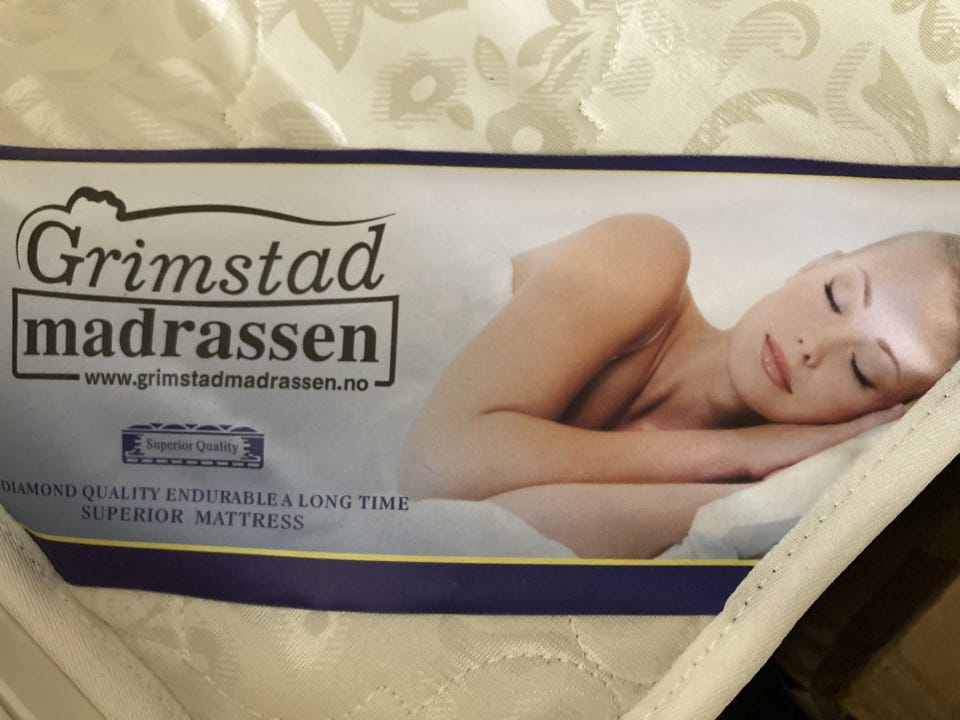 Grimstad
madrassen
www.grimstadmadrassen.no
Superior Quality
DIAMOND QUALITY ENDURABLE A LONG TIME
SUPERIOR MATTRESS